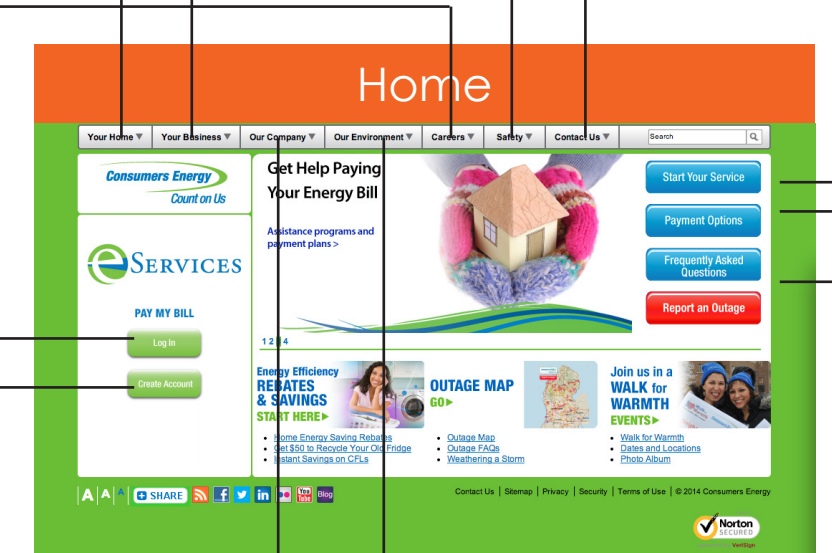 Home
Your Home Your Business Our Company Our Environment Careers Safety Contact Us Search
Consumers Energy
Count on Us
Get Help Paying
Your Energy Bill
Assistance programs and
payment plans >
Start Your Service
Payment Options
Frequently Asked
Questions
Report an Outage
eServices
PAY MY BILL
Log In
Create Account
1 2 3 4
Energy Efficiency
REBATES
& SAVINGS
START HERE
OUTAGE MAP
GO
Join us in a
WALK for
WARMTH
EVENTS
• Home Energy Saving Rebates
• Get $50 to Recycle Your Old Fridge
• Instant Savings on CFLs
• Outage Map
• Outage FAQs
• Weathering a Storm
• Walk for Warmth
• Dates and Locations
• Photo Album
A | A | A SHARE f in You Tube Blog
Contact Us | Sitemap | Privacy | Security | Terms of Use | © 2014 Consumers Energy
Norton
SECURED
VeriSign